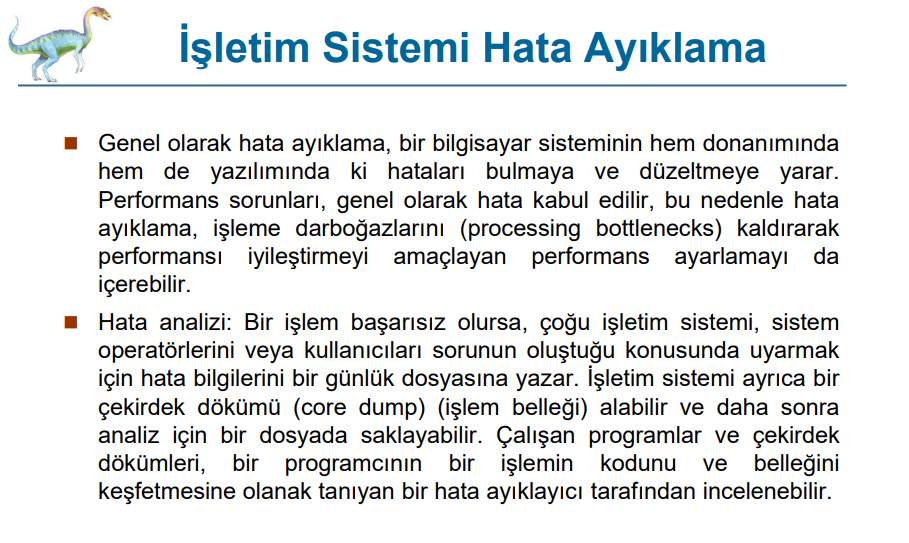 İşletim Sistemi Hata Ayıklama
Genel olarak hata ayıklama, bir bilgisayar sisteminin hem donanımında
hem de yazılımında ki hataları bulmaya ve düzeltmeye yarar.
Performans sorunları, genel olarak hata kabul edilir, bu nedenle hata
ayıklama, işleme darboğazlarını (processing bottlenecks) kaldırarak
performansı iyileştirmeyi amaçlayan performans ayarlamayı da
içerebilir.
Hata analizi: Bir işlem başarısız olursa, çoğu işletim sistemi, sistem
operatörlerini veya kullanıcıları sorunun oluştuğu konusunda uyarmak
için hata bilgilerini bir günlük dosyasına yazar. İşletim sistemi ayrıca bir
çekirdek dökümü (core dump) (işlem belleği) alabilir ve daha sonra
analiz için bir dosyada saklayabilir. Çalışan programlar ve çekirdek
dökümleri, bir programcının bir işlemin kodunu ve belleğini
keşfetmesine olanak tanıyan bir hata ayıklayıcı tarafından incelenebilir.